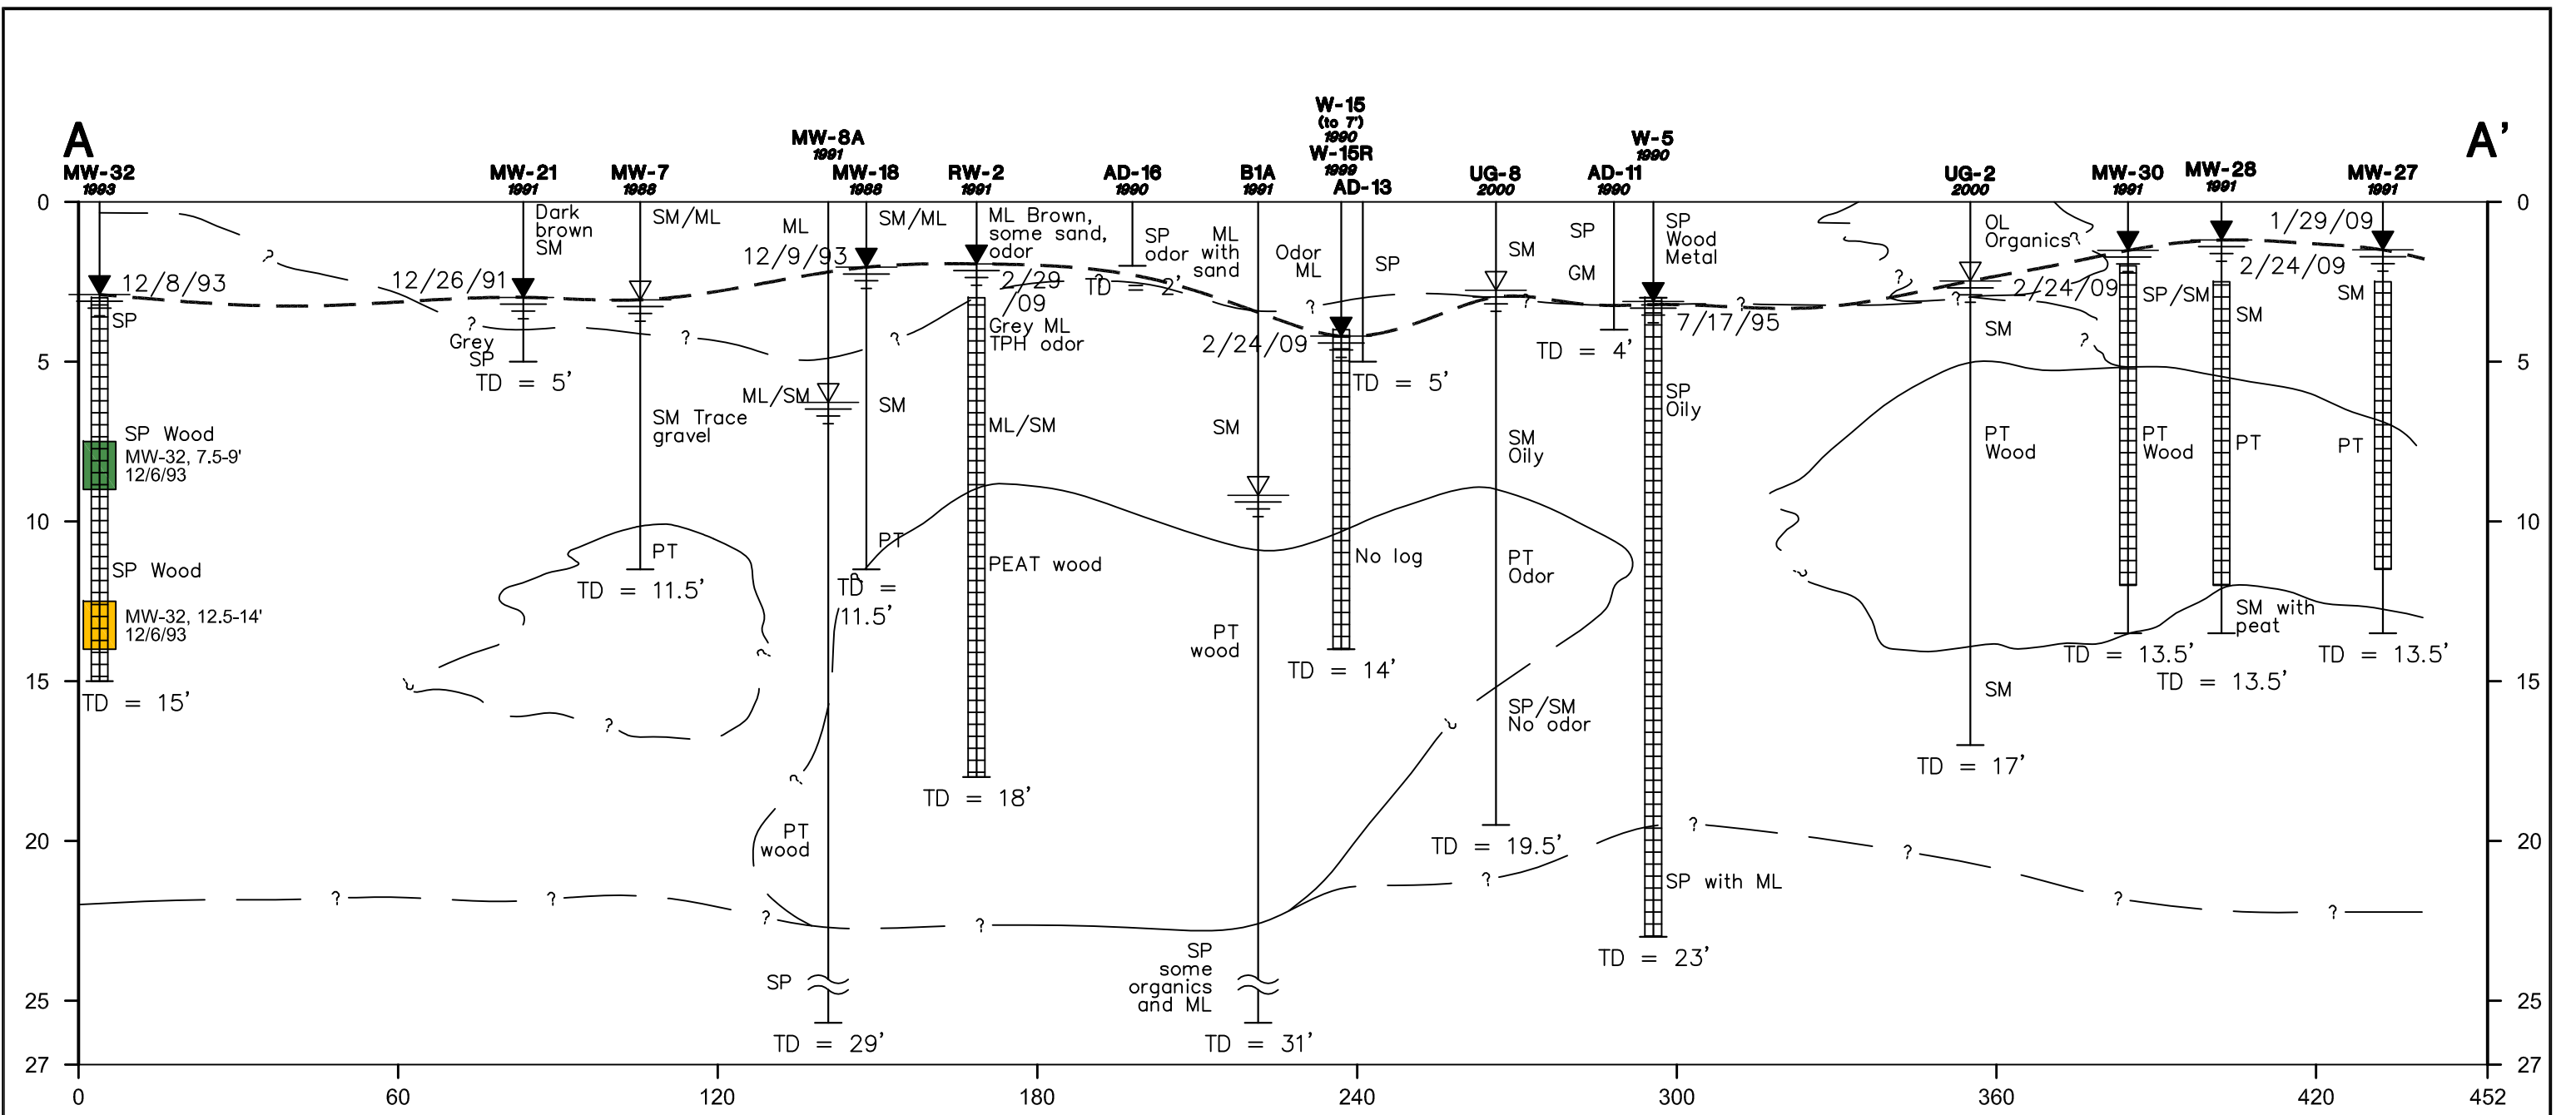 A
A'
MW-32
1993
MW-21
1991
MW-7
1988
MW-8A
1991
MW-18
1988
RW-2
1991
AD-16
1990
B1A
1991
W-15
(to 7')
1990
W-15R
1999
AD-13
UG-8
2000
AD-11
1990
W-5
1990
UG-2
2000
MW-30
1991
MW-28
1991
MW-27
1991
0
5
10
15
20
25
27
0
5
10
15
20
25
27
12/8/93
SP
SP Wood
MW-32, 7.5-9'
12/6/93
SP Wood
MW-32, 12.5-14'
12/6/93
TD = 15'
?
?
Dark
brown
SM
12/26/91
Grey
SP
TD = 5'
SM/ML
?
SM Trace
gravel
PT
TD = 11.5'
?
?
?
?
?
?
?
ML
12/9/93
ML/SM
?
PT
wood
SP
TD = 29'
SM/ML
SM
PT
?
TD =
11.5'
?
ML Brown,
some sand,
odor
2/29
/09
Grey ML
TPH odor
ML/SM
PEAT wood
TD = 18'
?
SP
odor
?
TD = 2'
ML
with
sand
SM
PT
wood
SP
some
organics
and ML
TD = 31'
Odor
ML
?
2/24/09
No log
TD = 14'
SP
TD = 5'
SM
?
SM
Oily
PT
Odor
?
SP/SM
No odor
TD = 19.5'
?
SP
GM
TD = 4'
SP
Wood
Metal
?
7/17/95
SP
Oily
?
SP with ML
TD = 23'
?
?
?
?
OL
Organics
?
?
2/24/09
SM
?
PT
Wood
SM
TD = 17'
SP/SM
PT
Wood
TD = 13.5'
?
2/24/09
SM
PT
SM with
peat
TD = 13.5'
1/29/09
SM
PT
TD = 13.5'
?
0
60
120
180
240
300
360
420
452